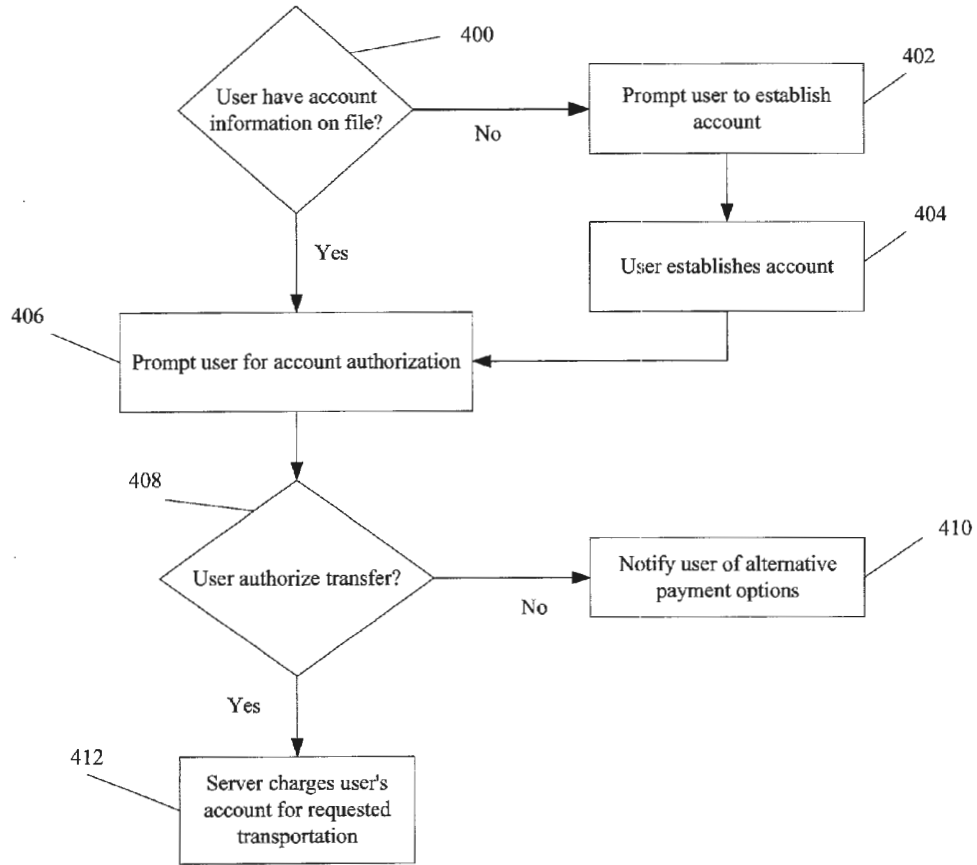 400
User have account
information on file?
No
402
Prompt user to establish
account
404
User establishes account
Yes
406
Prompt user for account authorization
408
User authorize transfer?
No
410
Notify user of alternative
payment options
Yes
412
Server charges user's
account for requested
transportation